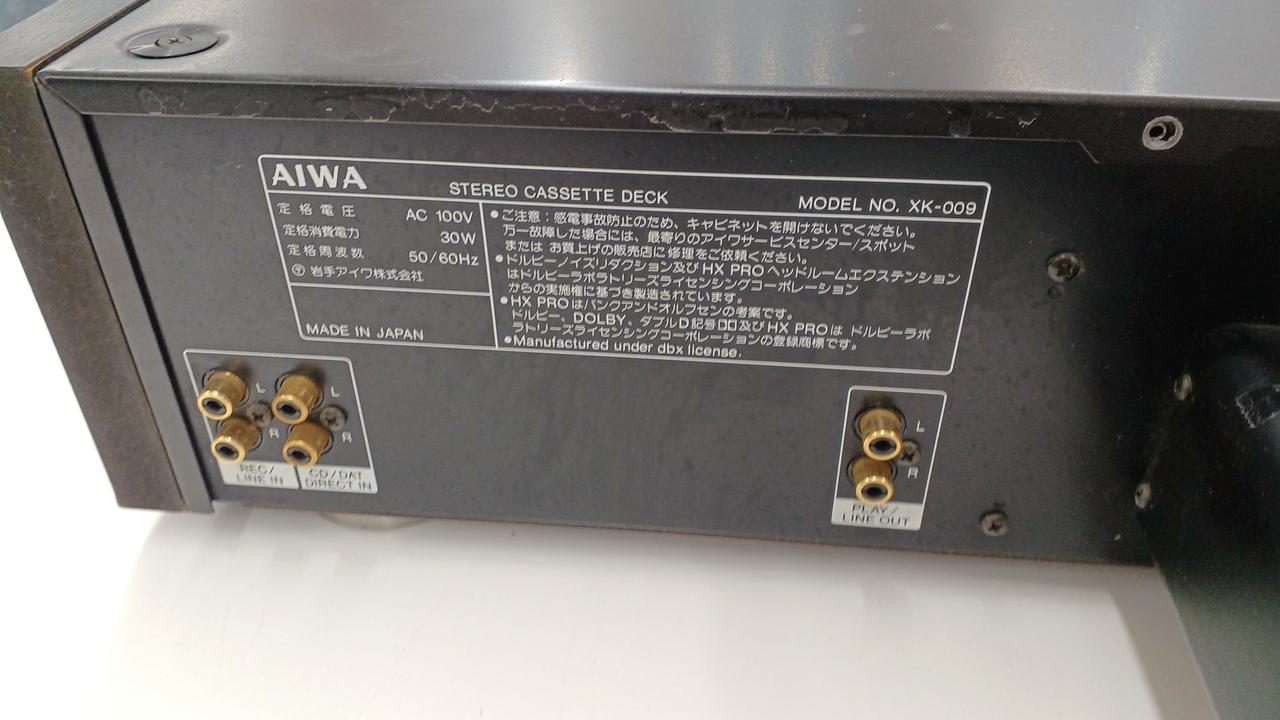 AIWA STEREO CASSETTE DECK MODEL NO. XK-009
定格電圧 AC 100V
定格消費電力 30W
定格周波数 50/60Hz
〒 岩手アイワ株式会社
MADE IN JAPAN
●ご注意：感電事故防止のため、キャビネットを開けないでください。
万一故障した場合には、最寄りのアイワサービスセンター/スポット
または お買上げの販売店に修理をご依頼ください。
●ドルビーノイズリダクション及びHX PROヘッドルームエクステンション
はドルビーラボラトリーズライセンシングコーポレーション
からの実施権に基づき製造されています。
●HX PROはバングアンドオルフセンの考案です。
ドルビー、DOLBY、ダブルD記号及びHX PROは ドルビーラボ
ラトリーズライセンシングコーポレーションの登録商標です。
●Manufactured under dbx license.
L L
R R
REC/
LINE IN
CD/DAT
DIRECT IN
L
R
PLAY/
LINE OUT